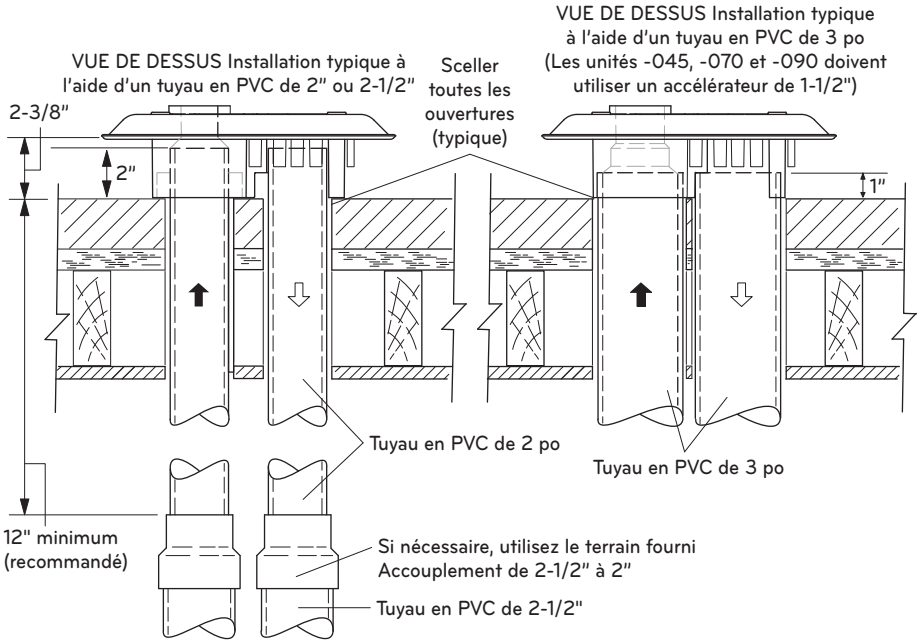 VUE DE DESSUS Installation typique à
l'aide d'un tuyau en PVC de 2" ou 2-1/2"
Sceller
toutes les
ouvertures
(typique)
VUE DE DESSUS Installation typique
à l'aide d'un tuyau en PVC de 3 po
(Les unités -045, -070 et -090 doivent
utiliser un accélérateur de 1-1/2")
2-3/8"
2"
1"
Tuyau en PVC de 2 po
Tuyau en PVC de 3 po
12" minimum
(recommandé)
Si nécessaire, utilisez le terrain fourni
Accouplement de 2-1/2" à 2"
Tuyau en PVC de 2-1/2"